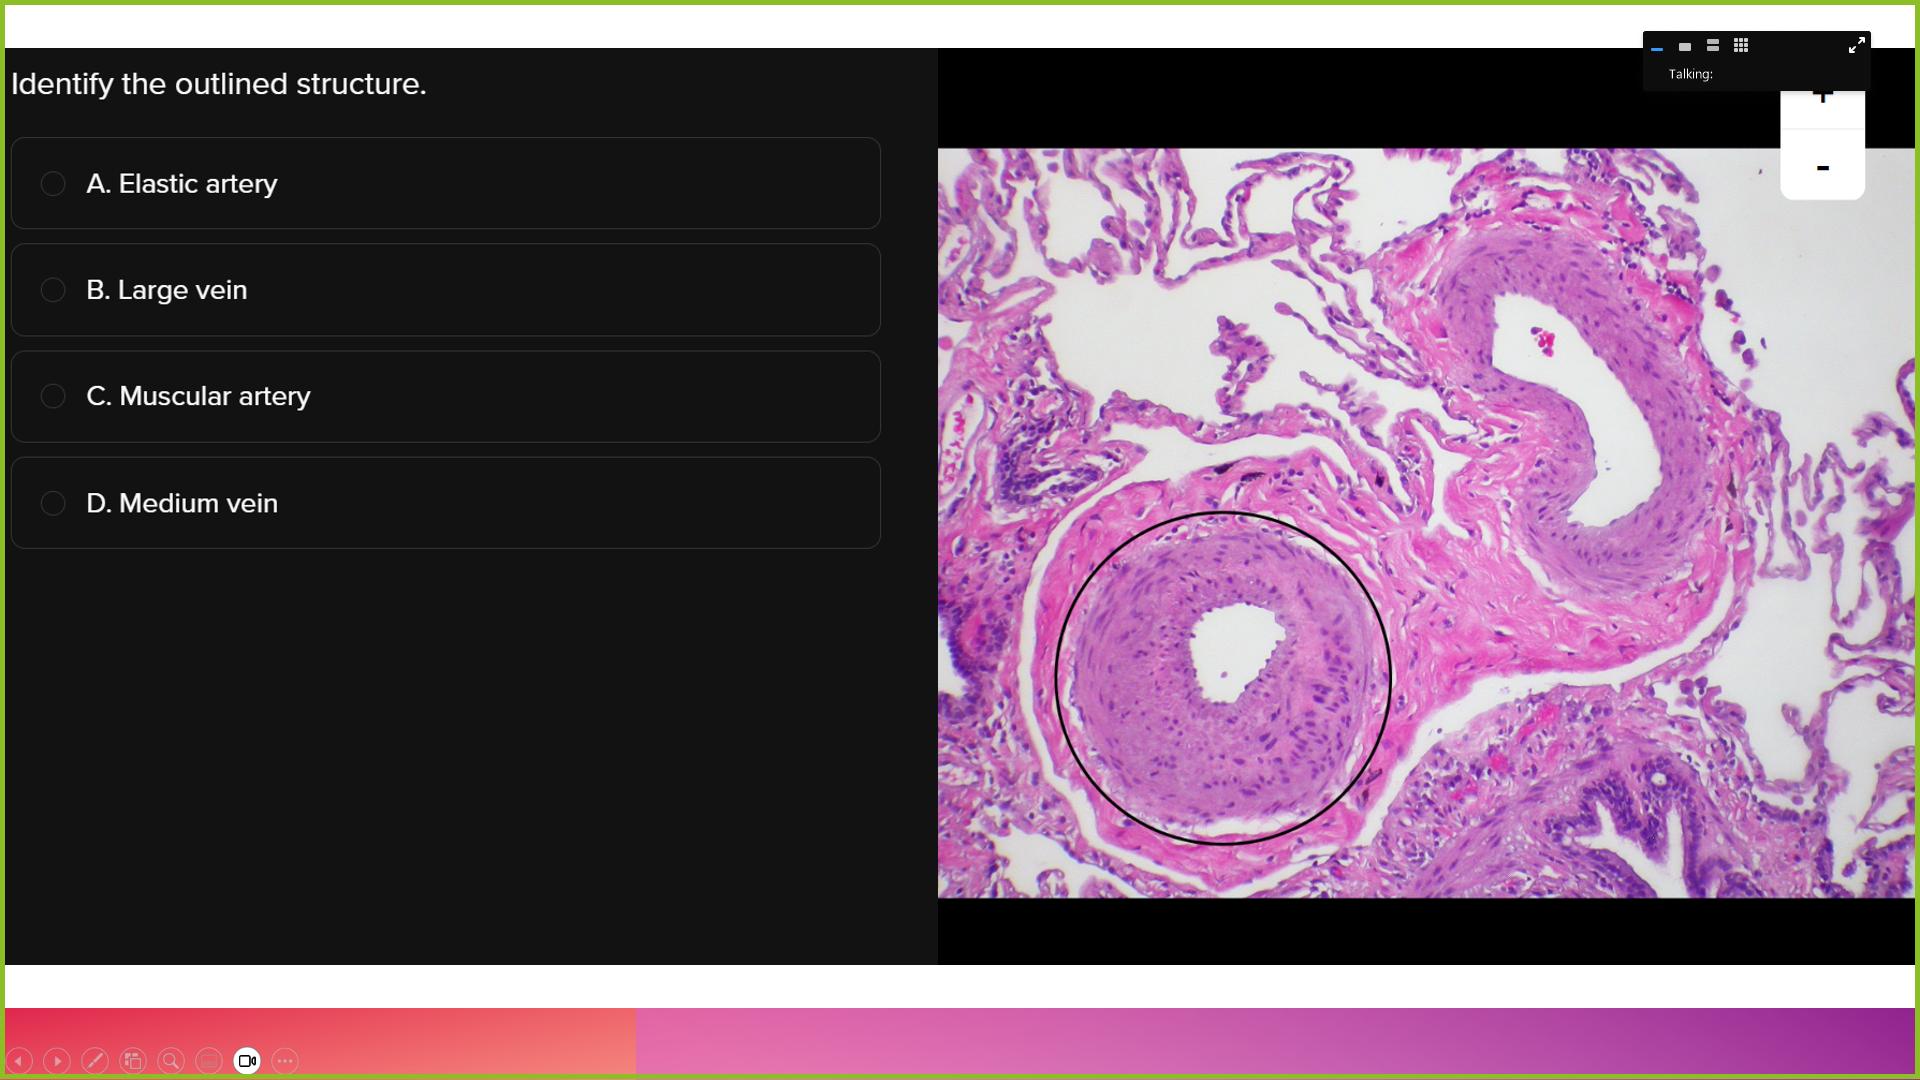 Talking:
Identify the outlined structure.
A. Elastic artery
B. Large vein
C. Muscular artery
D. Medium vein
+
-